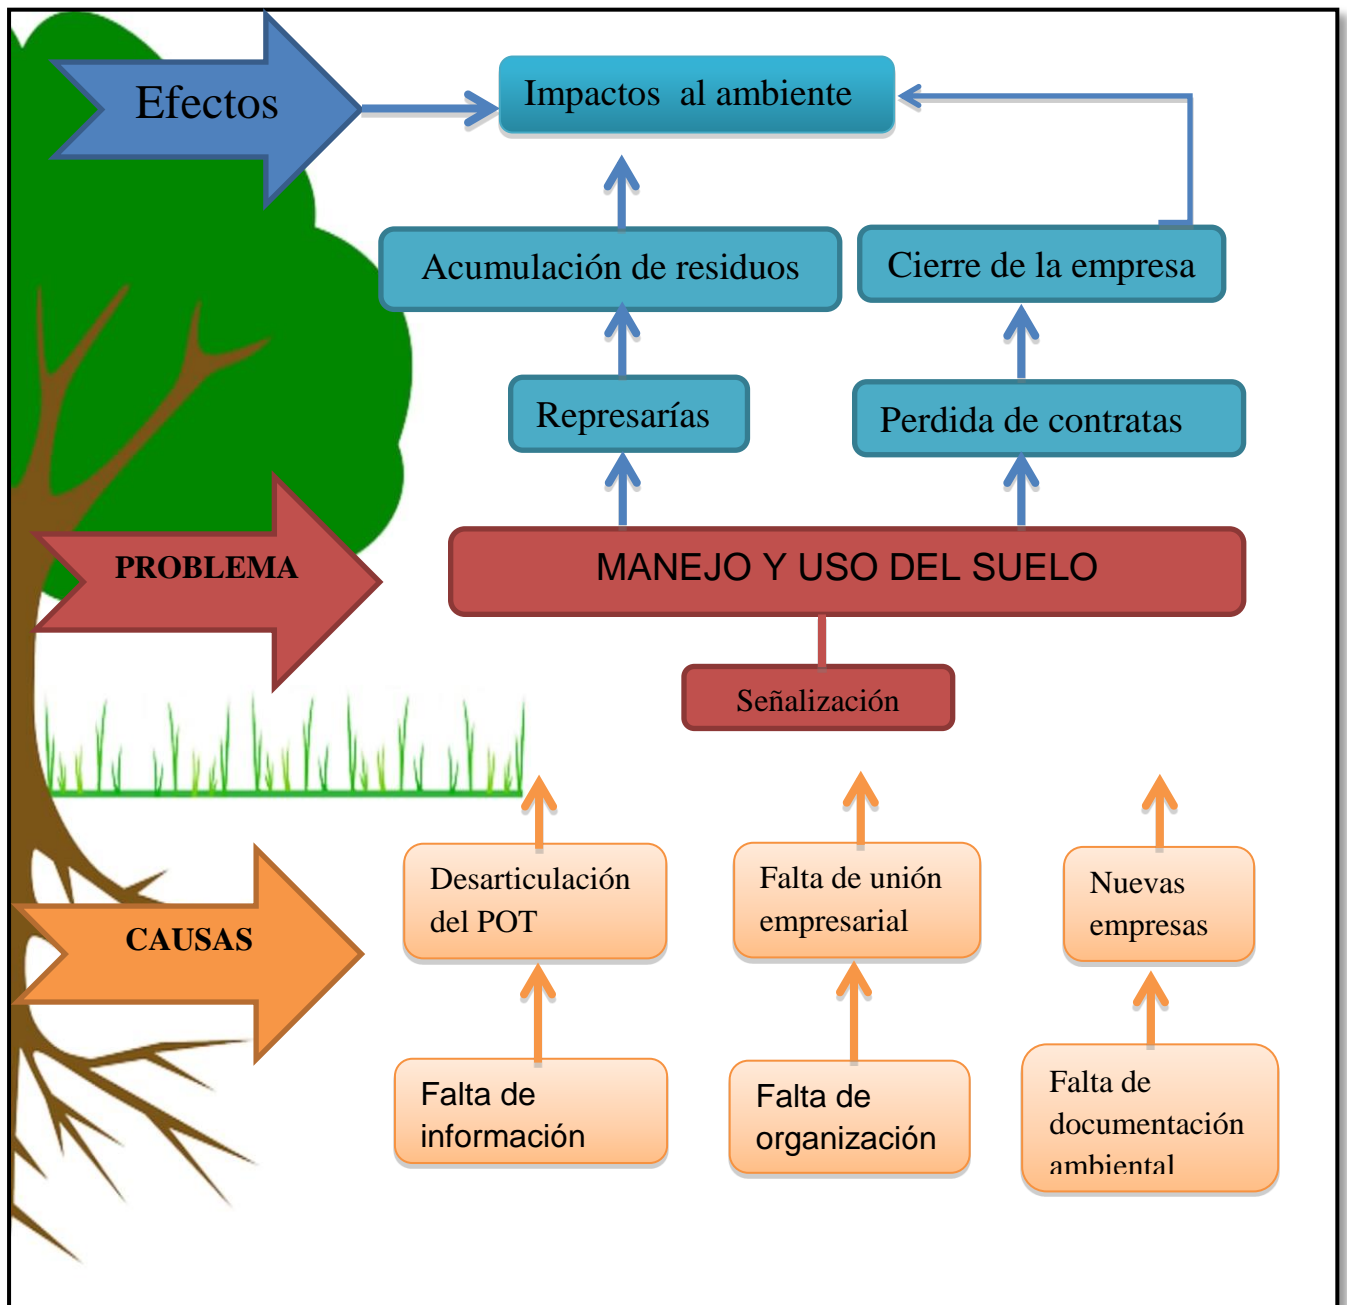 Efectos
Impactos al ambiente
Acumulación de residuos
Cierre de la empresa
Represarías
Perdida de contratas
PROBLEMA
MANEJO Y USO DEL SUELO
Señalización
CAUSAS
Desarticulación
del POT
Falta de unión
empresarial
Nuevas
empresas
Falta de
información
Falta de
organización
Falta de
documentación
ambiental